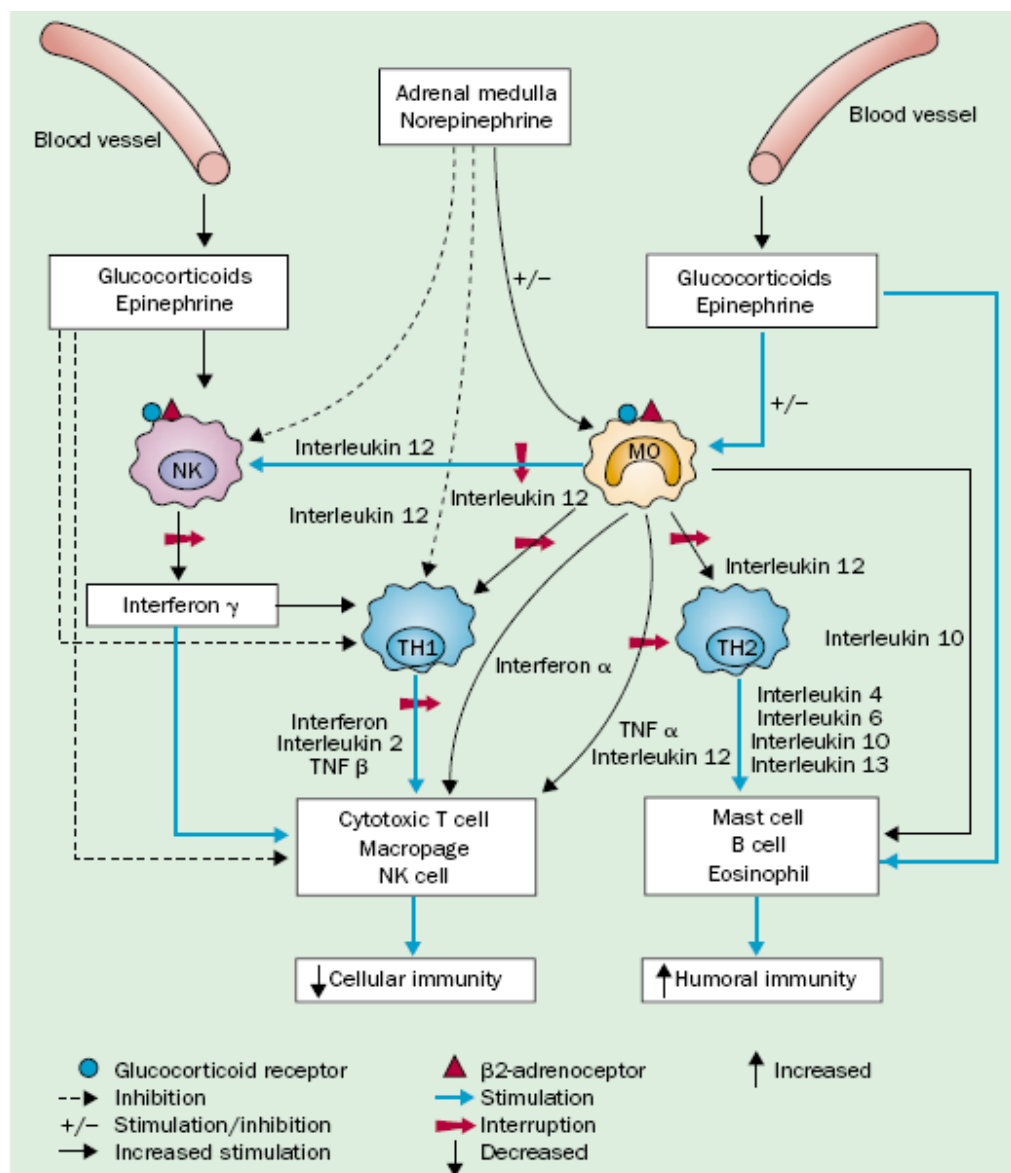 Blood vessel
Adrenal medulla
Norepinephrine
Blood vessel
Glucocorticoids
Epinephrine
+/−
Glucocorticoids
Epinephrine
+/−
NK
Interleukin 12
MO
Interleukin 12
Interleukin 12
Interleukin 12
Interferon γ
TH1
Interferon α
TH2
Interleukin 10
Interferon
Interleukin 2
TNF β
TNF α
Interleukin 12
Interleukin 4
Interleukin 6
Interleukin 10
Interleukin 13
Cytotoxic T cell
Macropage
NK cell
Mast cell
B cell
Eosinophil
Cellular immunity
Humoral immunity
Glucocorticoid receptor
Inhibition
+/− Stimulation/inhibition
Increased stimulation
β2-adrenoceptor
Stimulation
Interruption
Decreased
Increased